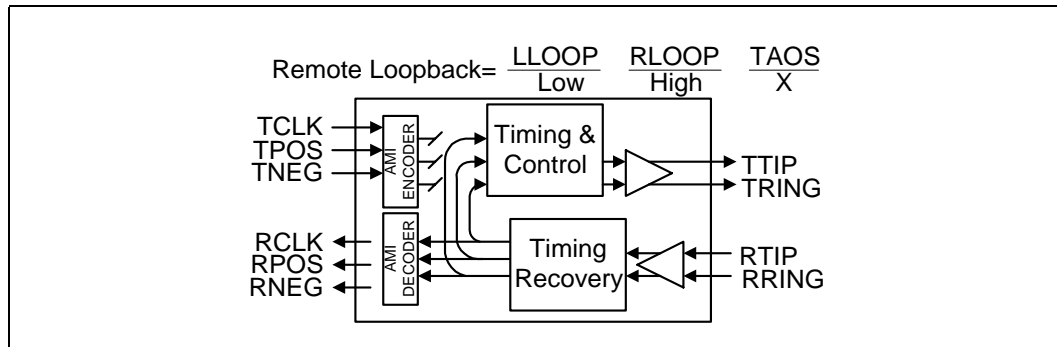 Remote Loopback= LLOOP RLOOP TAOS
Low High X
TCLK
TPOS
TNEG
AMI
ENCODER
Timing &
Control
TTIP
TRING
RCLK
RPOS
RNEG
AMI
DECODER
Timing
Recovery
RTIP
RRING